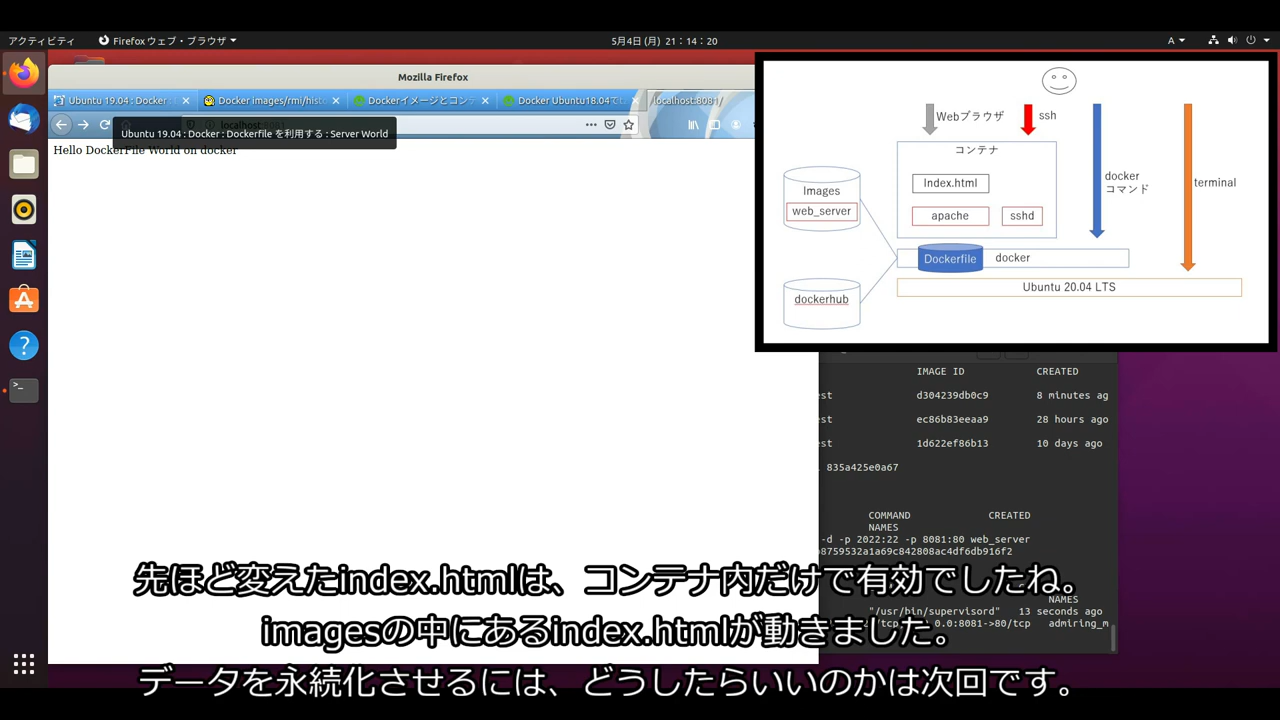 アクティビティ
Firefox ウェブ・ブラウザ
5月4日 (月) 21：14：20
A
Mozilla Firefox
Ubuntu 19.04 : Docker :
Docker images/rmi/hist
Dockerイメージとコンテ
Docker Ubuntu18.04で
localhost:8081/
Ubuntu 19.04 : Docker : Dockerfile を利用する : Server World
Hello DockerFile World on docker
Webブラウザ
ssh
コンテナ
Index.html
apache
sshd
docker
コマンド
terminal
Images
web_server
Dockerfile
docker
dockerhub
Ubuntu 20.04 LTS
IMAGE ID CREATED
est d304239db0c9 8 minutes ag
est ec86b83eeaa9 28 hours ago
est 1d622ef86b13 10 days ago
835a425e0a67
COMMAND CREATED
NAMES
-d -p 2022:22 -p 8081:80 web_server
8759532a1a69c842808ac4df6db916f2
NAMES
"/usr/bin/supervisord" 13 seconds ago
0.0:8081->80/tcp admiring_m
先ほど変えたindex.htmlは、コンテナ内だけで有効でしたね。
imagesの中にあるindex.htmlが動きました。
データを永続化させるには、どうしたらいいのかは次回です。